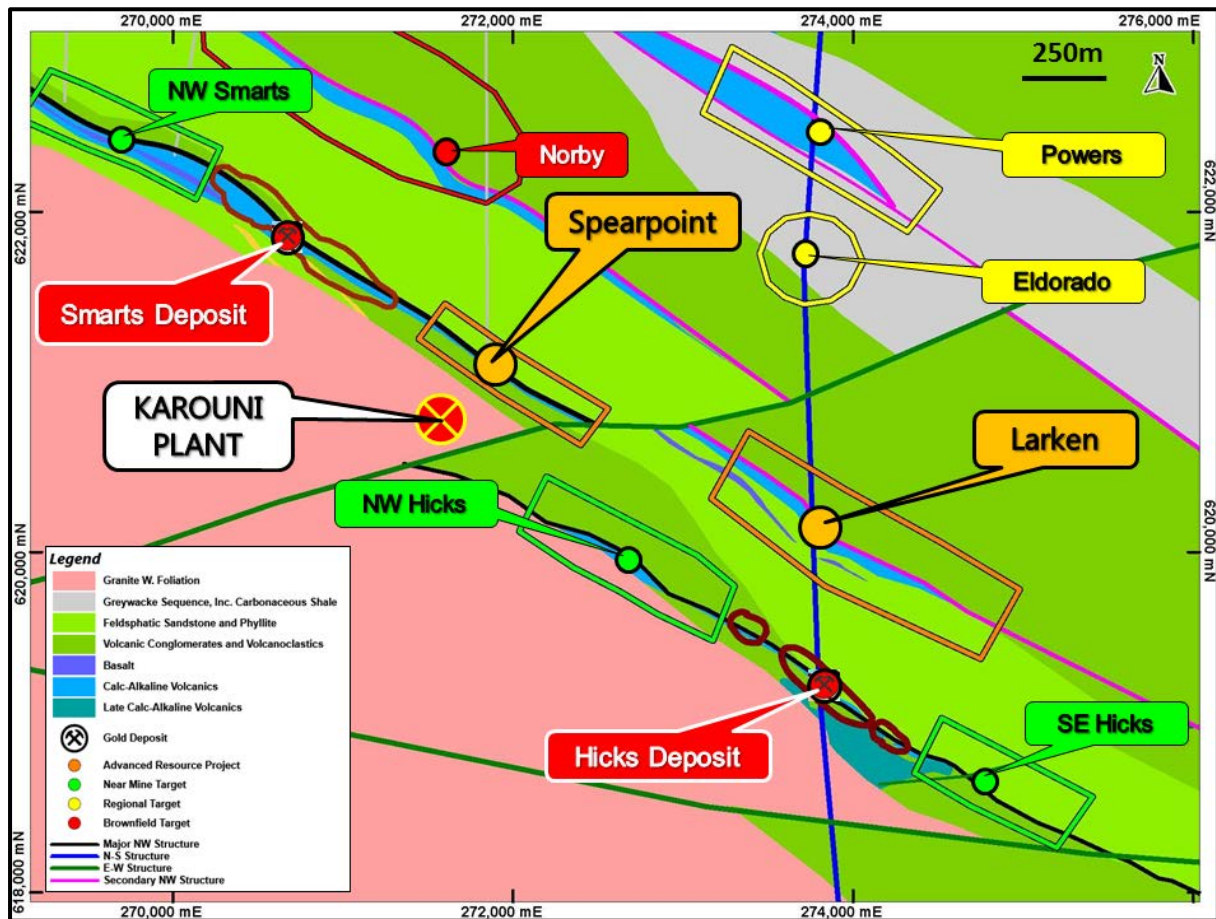 270,000 mE
272,000 mE
274,000 mE
276,000 mE
250m
N
NW Smarts
Norby
Powers
622,000 mN
622,000 mN
Spearpoint
Eldorado
Smarts Deposit
KAROUNI
PLANT
Larken
NW Hicks
620,000 mN
620,000 mN
Legend
Granite W. Foliation
Greywacke Sequence, Inc. Carbonaceous Shale
Feldsphatic Sandstone and Phyllite
Volcanic Conglomerates and Volcanoclastics
Basalt
Calc-Alkaline Volcanics
Late Calc-Alkaline Volcanics
Gold Deposit
Advanced Resource Project
Near Mine Target
Regional Target
Brownfield Target
Major NW Structure
N-S Structure
E-W Structure
Secondary NW Structure
SE Hicks
Hicks Deposit
618,000 mN
270,000 mE
272,000 mE
274,000 mE